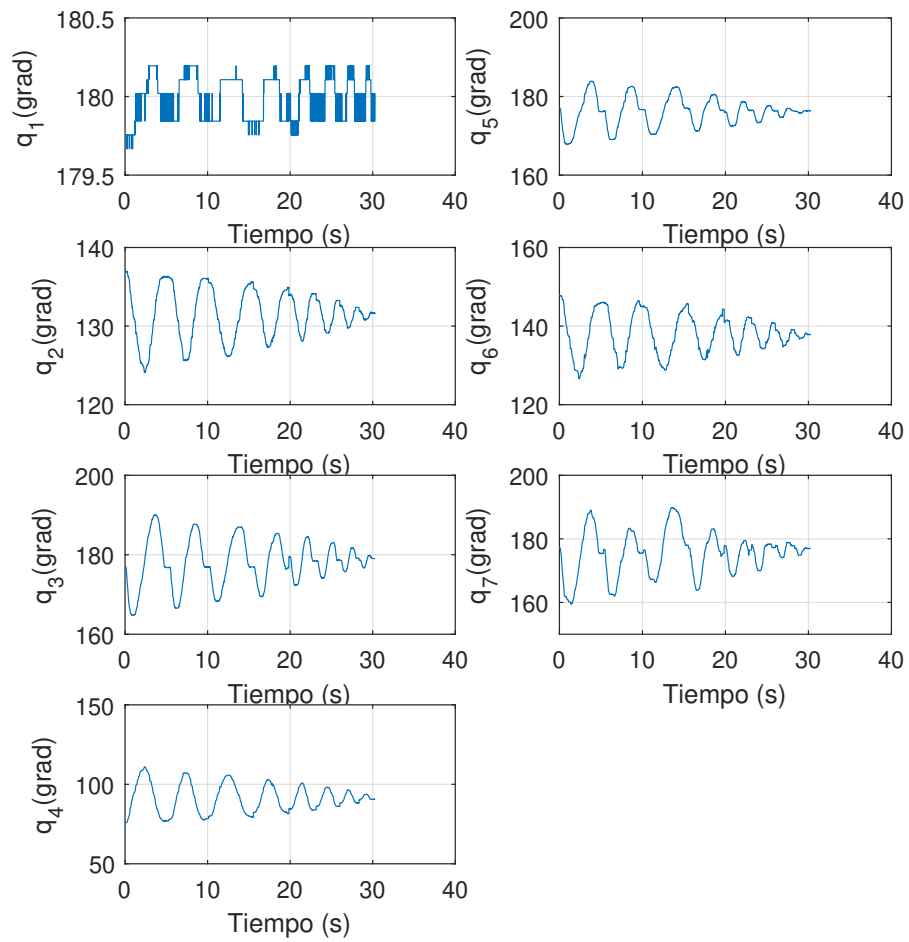 180.5
180
179.5
q1(grad)
0 10 20 30 40
Tiempo (s)
200
180
160
q5(grad)
0 10 20 30 40
Tiempo (s)
140
130
120
q2(grad)
0 10 20 30 40
Tiempo (s)
160
140
120
q6(grad)
0 10 20 30 40
Tiempo (s)
200
180
160
q3(grad)
0 10 20 30 40
Tiempo (s)
200
150
q7(grad)
0 10 20 30 40
Tiempo (s)
150
100
50
q4(grad)
0 10 20 30 40
Tiempo (s)